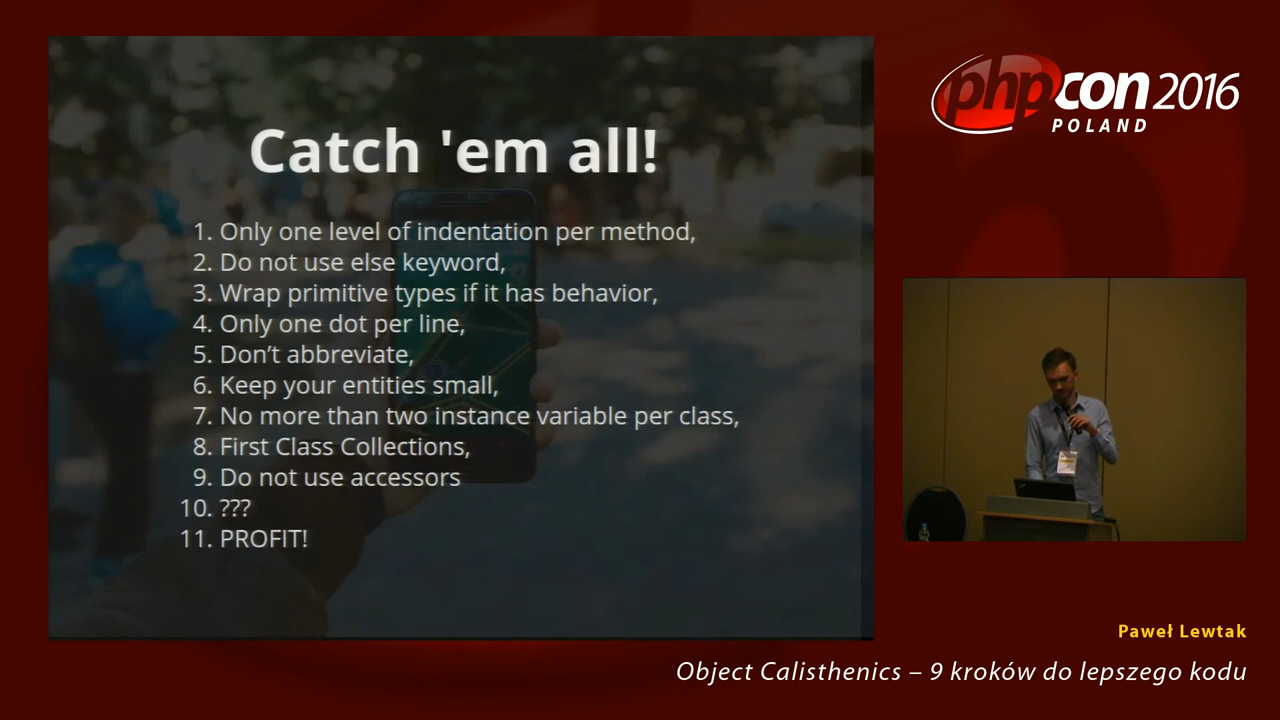 Catch 'em all!
1. Only one level of indentation per method,
2. Do not use else keyword,
3. Wrap primitive types if it has behavior,
4. Only one dot per line,
5. Don’t abbreviate,
6. Keep your entities small,
7. No more than two instance variable per class,
8. First Class Collections,
9. Do not use accessors
10. ???
11. PROFIT!
phpcon 2016
POLAND
Paweł Lewtak
Object Calisthenics – 9 kroków do lepszego kodu